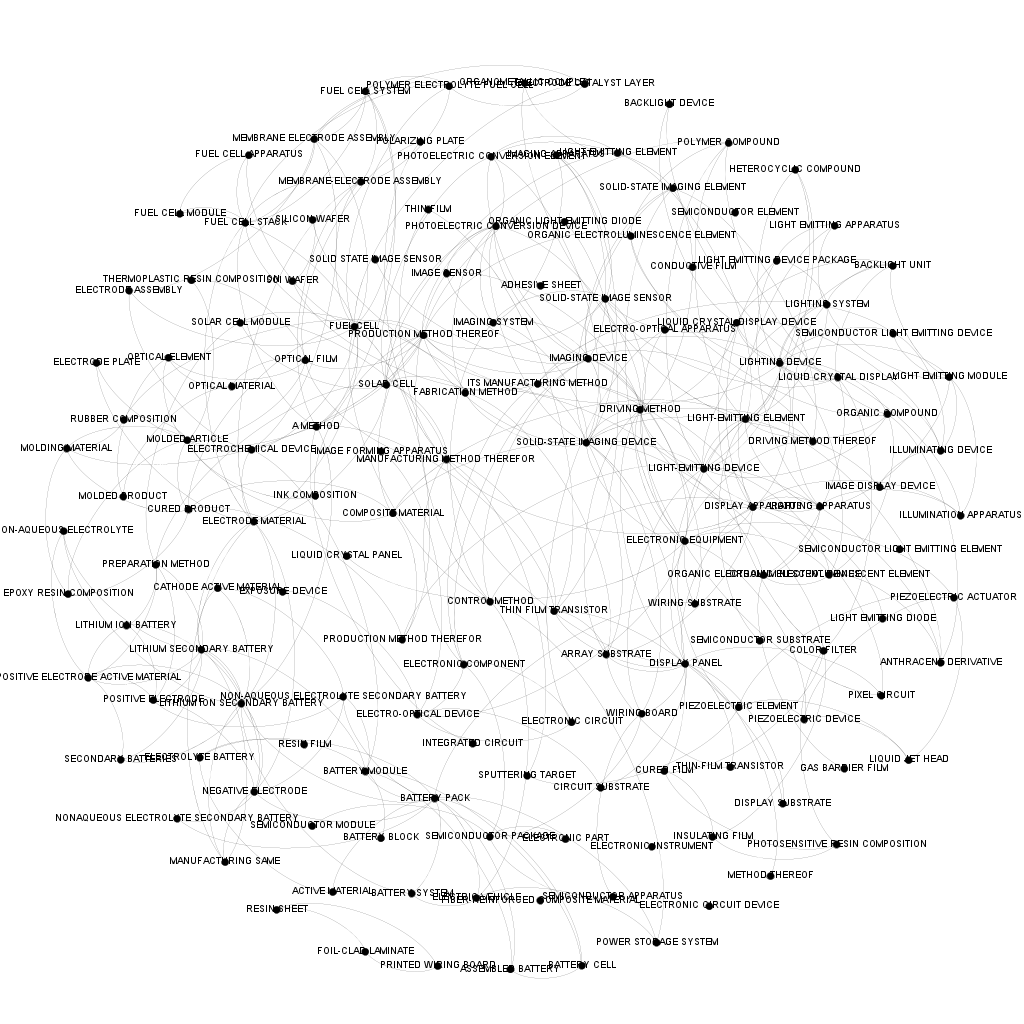 FUEL CELL SYSTEM
POLYMER ELECTROLYTE FUEL CELL
BACKLIGHT DEVICE
MEMBRANE ELECTRODE ASSEMBLY
POLARIZING PLATE
POLYMER COMPOUND
FUEL CELL APPARATUS
PHOTOELECTRIC CONVERSION ELEMENT
LIGHT EMITTING ELEMENT
HETEROCYCLIC COMPOUND
MEMBRANE-ELECTRODE ASSEMBLY
SOLID-STATE IMAGING ELEMENT
FUEL CELL MODULE
FUEL CELL STACK
SILICON WAFER
THIN FILM
PHOTOELECTRIC CONVERSION DEVICE
ORGANIC LIGHT EMITTING DIODE
SEMICONDUCTOR ELEMENT
LIGHT EMITTING APPARATUS
ORGANIC ELECTROLUMINESCENCE ELEMENT
SOLID STATE IMAGE SENSOR
IMAGE SENSOR
CONDUCTIVE FILM
LIGHT EMITTING DEVICE PACKAGE
BACKLIGHT UNIT
THERMOPLASTIC RESIN COMPOSITION
SOI WAFER
ELECTRODE ASSEMBLY
ADHESIVE SHEET
SOLID-STATE IMAGE SENSOR
LIGHTING SYSTEM
SOLAR CELL MODULE
FUEL CELL
PRODUCTION METHOD THEREOF
IMAGING SYSTEM
ELECTRO-OPTICAL APPARATUS
LIQUID CRYSTAL DISPLAY DEVICE
SEMICONDUCTOR LIGHT EMITTING DEVICE
ELECTRODE PLATE
OPTICAL ELEMENT
OPTICAL FILM
IMAGING DEVICE
LIGHTING DEVICE
LIQUID CRYSTAL DISPLAY
LIGHT EMITTING MODULE
OPTICAL MATERIAL
SOLAR CELL
FABRICATION METHOD
ITS MANUFACTURING METHOD
RUBBER COMPOSITION
A METHOD
DRIVING METHOD
LIGHT-EMITTING ELEMENT
ORGANIC COMPOUND
MOLDING MATERIAL
MOLDED ARTICLE
ELECTROCHEMICAL DEVICE
IMAGE FORMING APPARATUS
MANUFACTURING METHOD THEREFOR
SOLID-STATE IMAGING DEVICE
DRIVING METHOD THEREOF
ILLUMINATING DEVICE
LIGHT-EMITTING DEVICE
MOLDED PRODUCT
INK COMPOSITION
IMAGE DISPLAY DEVICE
CURED PRODUCT
COMPOSITE MATERIAL
DISPLAY APPARATUS
LIGHTING APPARATUS
ILLUMINATION APPARATUS
NON-AQUEOUS ELECTROLYTE
ELECTRODE MATERIAL
ELECTRONIC EQUIPMENT
SEMICONDUCTOR LIGHT EMITTING ELEMENT
PREPARATION METHOD
LIQUID CRYSTAL PANEL
EPOXY RESIN COMPOSITION
CATHODE ACTIVE MATERIAL
EXPOSURE DEVICE
CONTROL METHOD
THIN FILM TRANSISTOR
WIRING SUBSTRATE
PIEZOELECTRIC ACTUATOR
LITHIUM ION BATTERY
LIGHT EMITTING DIODE
LITHIUM SECONDARY BATTERY
PRODUCTION METHOD THEREFOR
SEMICONDUCTOR SUBSTRATE
COLOR FILTER
POSITIVE ELECTRODE ACTIVE MATERIAL
ELECTRONIC COMPONENT
ARRAY SUBSTRATE
DISPLAY PANEL
ANTHRACENE DERIVATIVE
POSITIVE ELECTRODE
LITHIUM ION SECONDARY BATTERY
NON-AQUEOUS ELECTROLYTE SECONDARY BATTERY
PIXEL CIRCUIT
ELECTRO-OPTICAL DEVICE
ELECTRONIC CIRCUIT
WIRING BOARD
PIEZOELECTRIC ELEMENT
PIEZOELECTRIC DEVICE
SECONDARY BATTERIES
ELECTROLYTE BATTERY
RESIN FILM
INTEGRATED CIRCUIT
LIQUID JET HEAD
BATTERY MODULE
SPUTTERING TARGET
CURED FILM
THIN-FILM TRANSISTOR
GAS BARRIER FILM
NEGATIVE ELECTRODE
BATTERY PACK
CIRCUIT SUBSTRATE
DISPLAY SUBSTRATE
NONAQUEOUS ELECTROLYTE SECONDARY BATTERY
SEMICONDUCTOR MODULE
BATTERY BLOCK
SEMICONDUCTOR PACKAGE
ELECTRONIC PART
ELECTRONIC INSTRUMENT
INSULATING FILM
PHOTOSENSITIVE RESIN COMPOSITION
MANUFACTURING SAME
METHOD THEREOF
ACTIVE MATERIAL
BATTERY SYSTEM
ELECTRIC VEHICLE
FIBER REINFORCED COMPOSITE MATERIAL
SEMICONDUCTOR APPARATUS
ELECTRONIC CIRCUIT DEVICE
RESIN SHEET
POWER STORAGE SYSTEM
FOIL-CLAD LAMINATE
PRINTED WIRING BOARD
ASSEMBLED BATTERY
BATTERY CELL